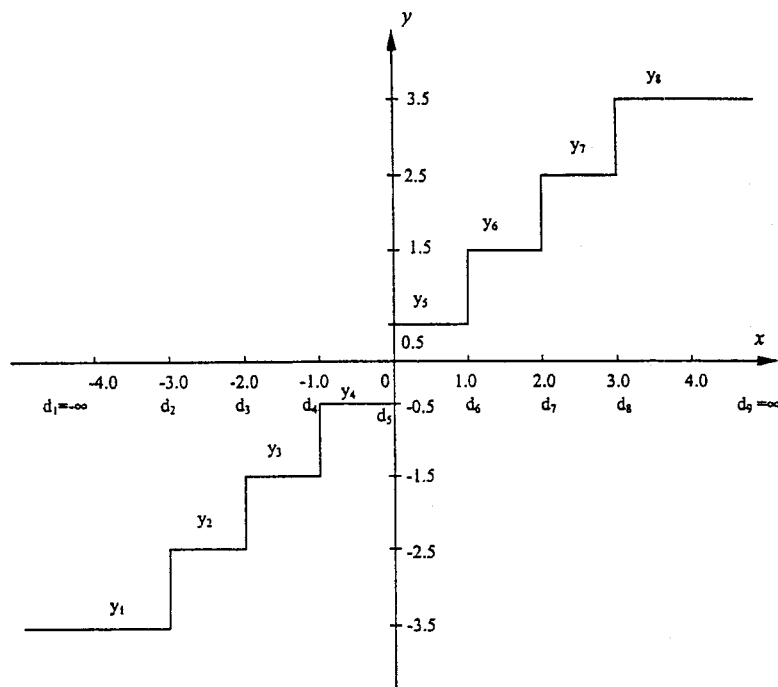 y
y₈
3.5
y₇
2.5
y₆
1.5
y₅
0.5
x
-4.0 -3.0 -2.0 -1.0 0 1.0 2.0 3.0 4.0
y₄
d₁=-∞ d₂ d₃ d₄ d₅ d₆ d₇ d₈ d₉ =∞
-0.5
y₃
-1.5
y₂
-2.5
y₁
-3.5